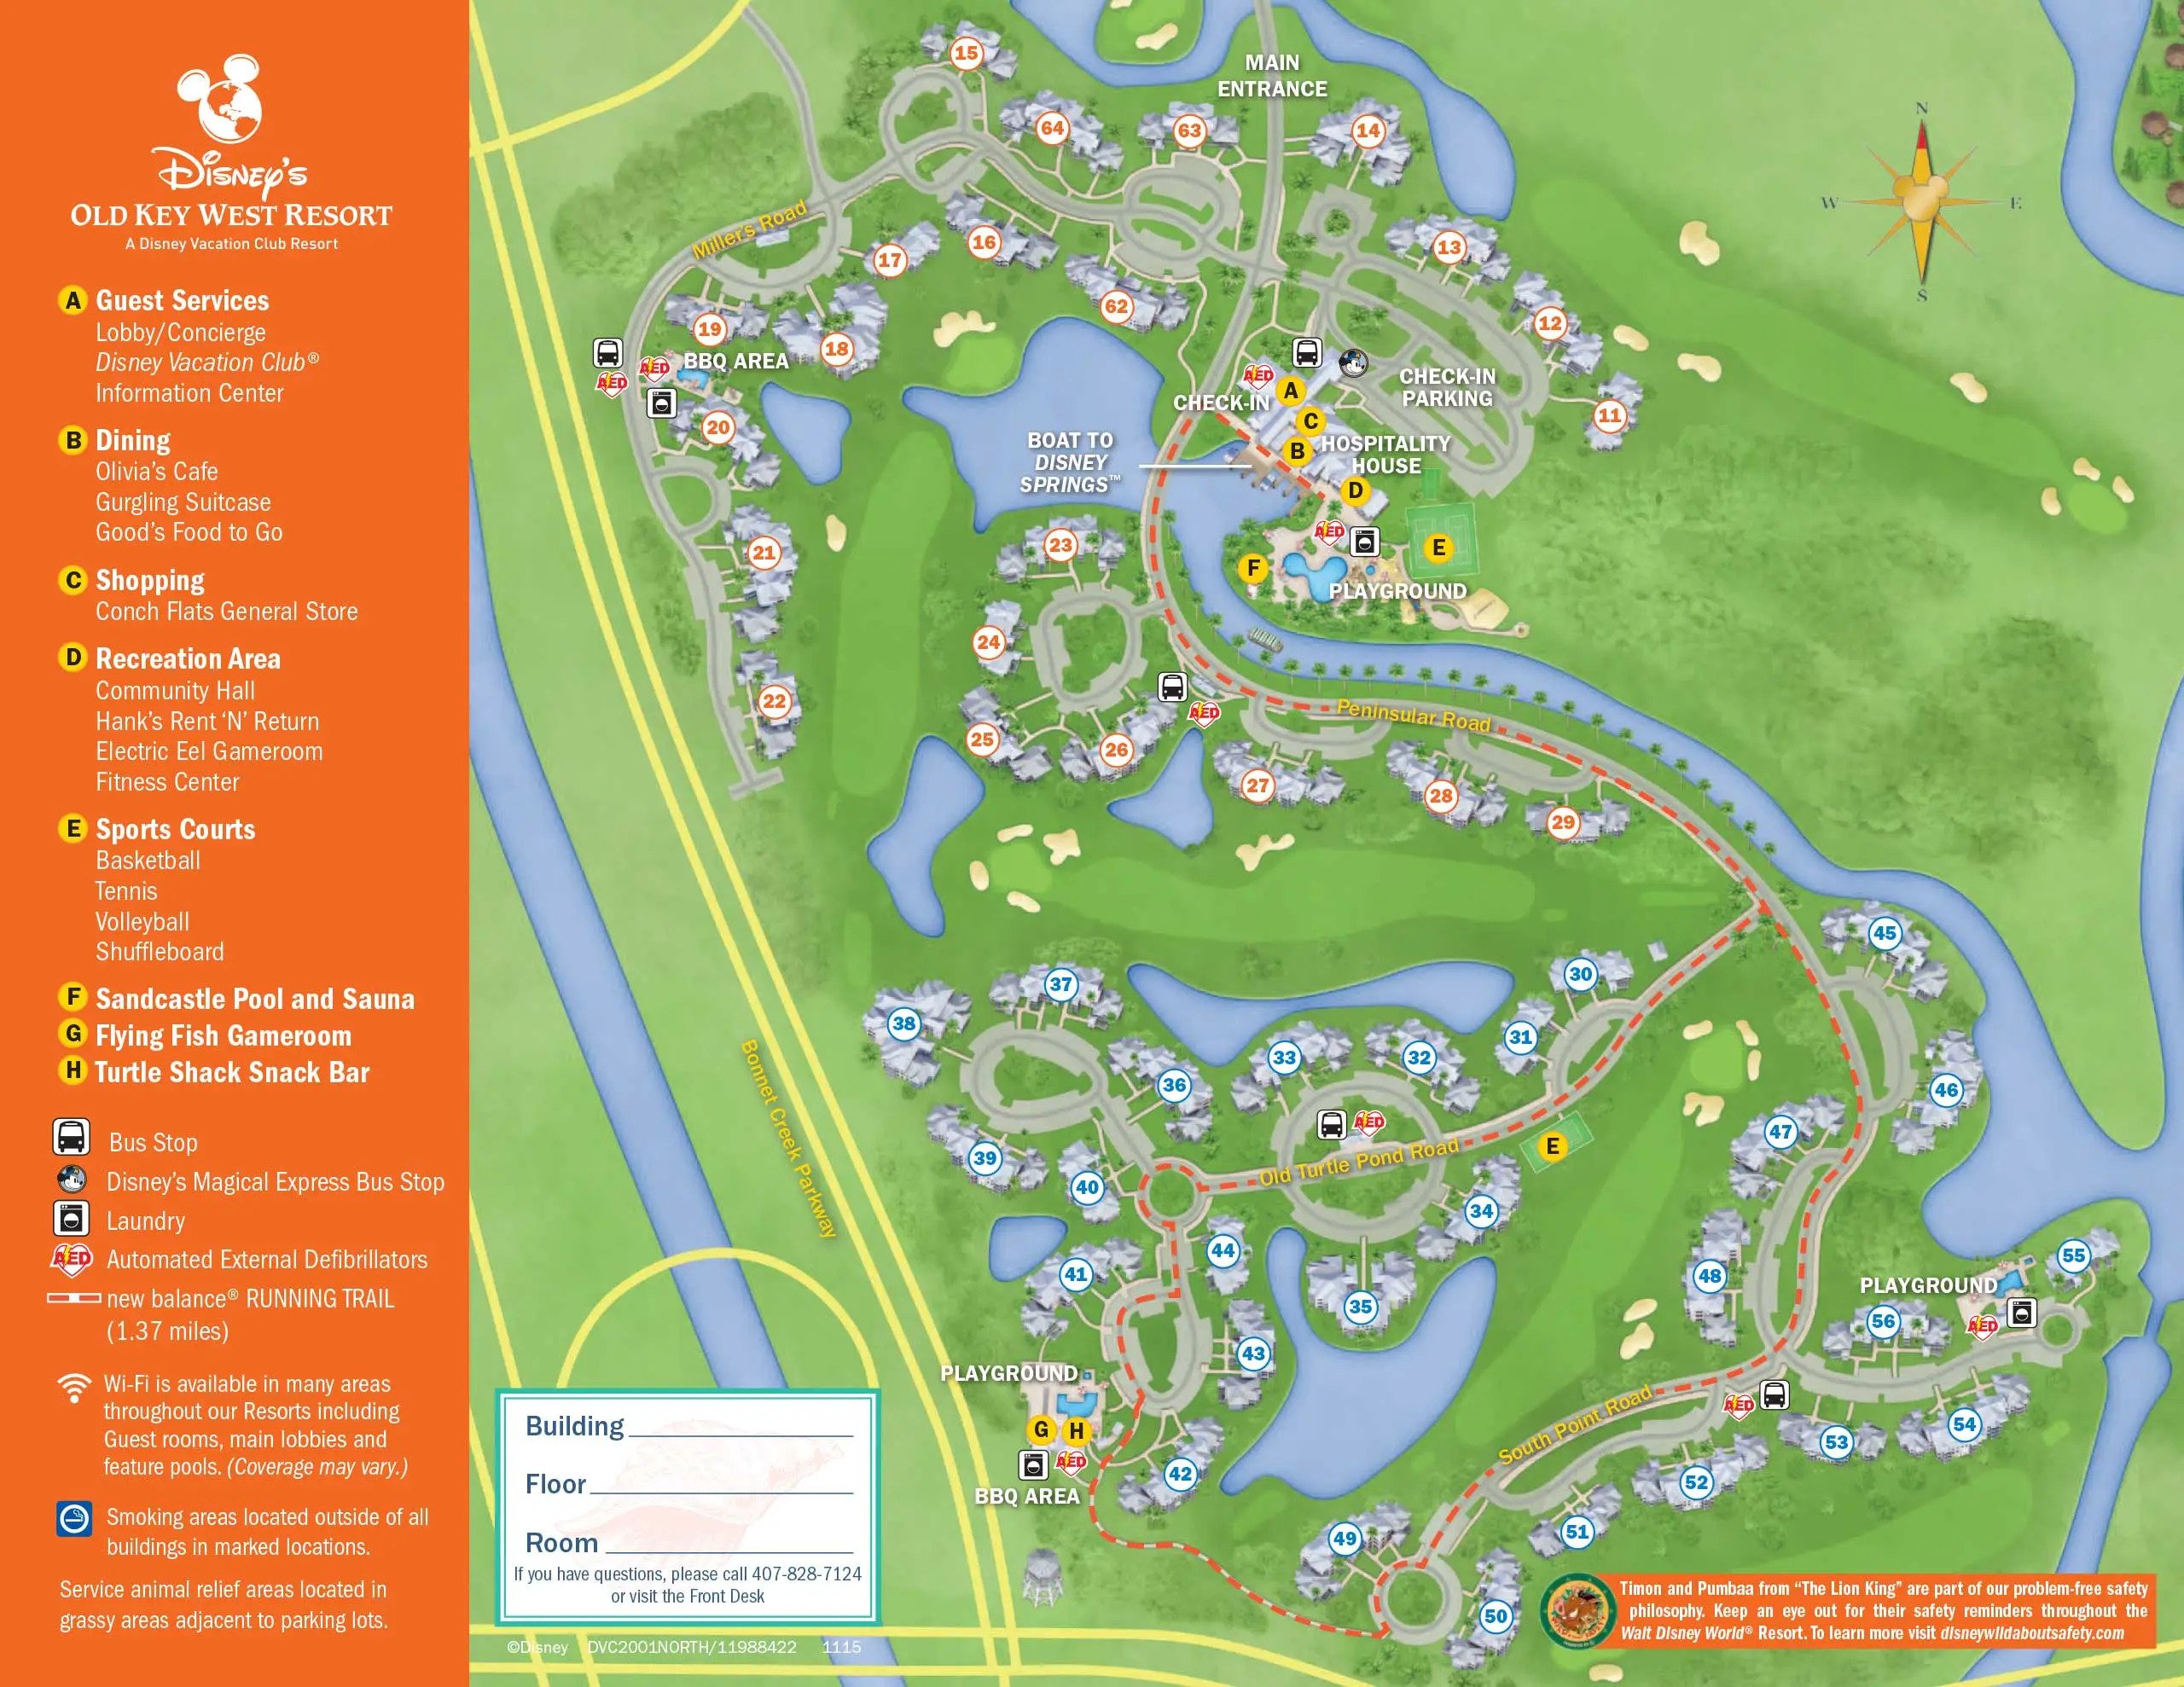 Disney's
OLD KEY WEST RESORT
A Disney Vacation Club Resort
A Guest Services
Lobby/Concierge
Disney Vacation Club®
Information Center
B Dining
Olivia's Cafe
Gurgling Suitcase
Good's Food to Go
C Shopping
Conch Flats General Store
D Recreation Area
Community Hall
Hank's Rent 'N' Return
Electric Eel Gameroom
Fitness Center
E Sports Courts
Basketball
Tennis
Volleyball
Shuffleboard
F Sandcastle Pool and Sauna
G Flying Fish Gameroom
H Turtle Shack Snack Bar
Bus Stop
Disney's Magical Express Bus Stop
Laundry
AED Automated External Defibrillators
new balance® RUNNING TRAIL
(1.37 miles)
Wi-Fi is available in many areas
throughout our Resorts including
Guest rooms, main lobbies and
feature pools. (Coverage may vary.)
Smoking areas located outside of all
buildings in marked locations.
Service animal relief areas located in
grassy areas adjacent to parking lots.
15
MAIN
ENTRANCE
64
63
14
N
W
E
S
Miller's Road
17
16
13
62
12
19
18
BBQ AREA
AED
AED
20
AED
A
CHECK-IN
C
B
CHECK-IN
PARKING
11
HOSPITALITY
HOUSE
BOAT TO
DISNEY
SPRINGS™
D
21
23
AED
E
F
PLAYGROUND
24
22
AED
Peninsular Road
25
26
27
28
29
45
37
30
38
31
33
32
36
46
AED
47
E
Old Turtle Pond Road
39
40
34
Bonnet Creek Parkway
44
41
35
48
55
PLAYGROUND
56
AED
43
PLAYGROUND
G
H
AED
BBQ AREA
42
AED
South Point Road
53
54
52
51
49
50
Building
Floor
Room
If you have questions, please call 407-828-7124
or visit the Front Desk
©Disney DVC2001NORTH/11988422 1115
Timon and Pumbaa from “The Lion King” are part of our problem-free safety
philosophy. Keep an eye out for their safety reminders throughout the
Walt Disney World® Resort. To learn more visit disneywildaboutsafety.com